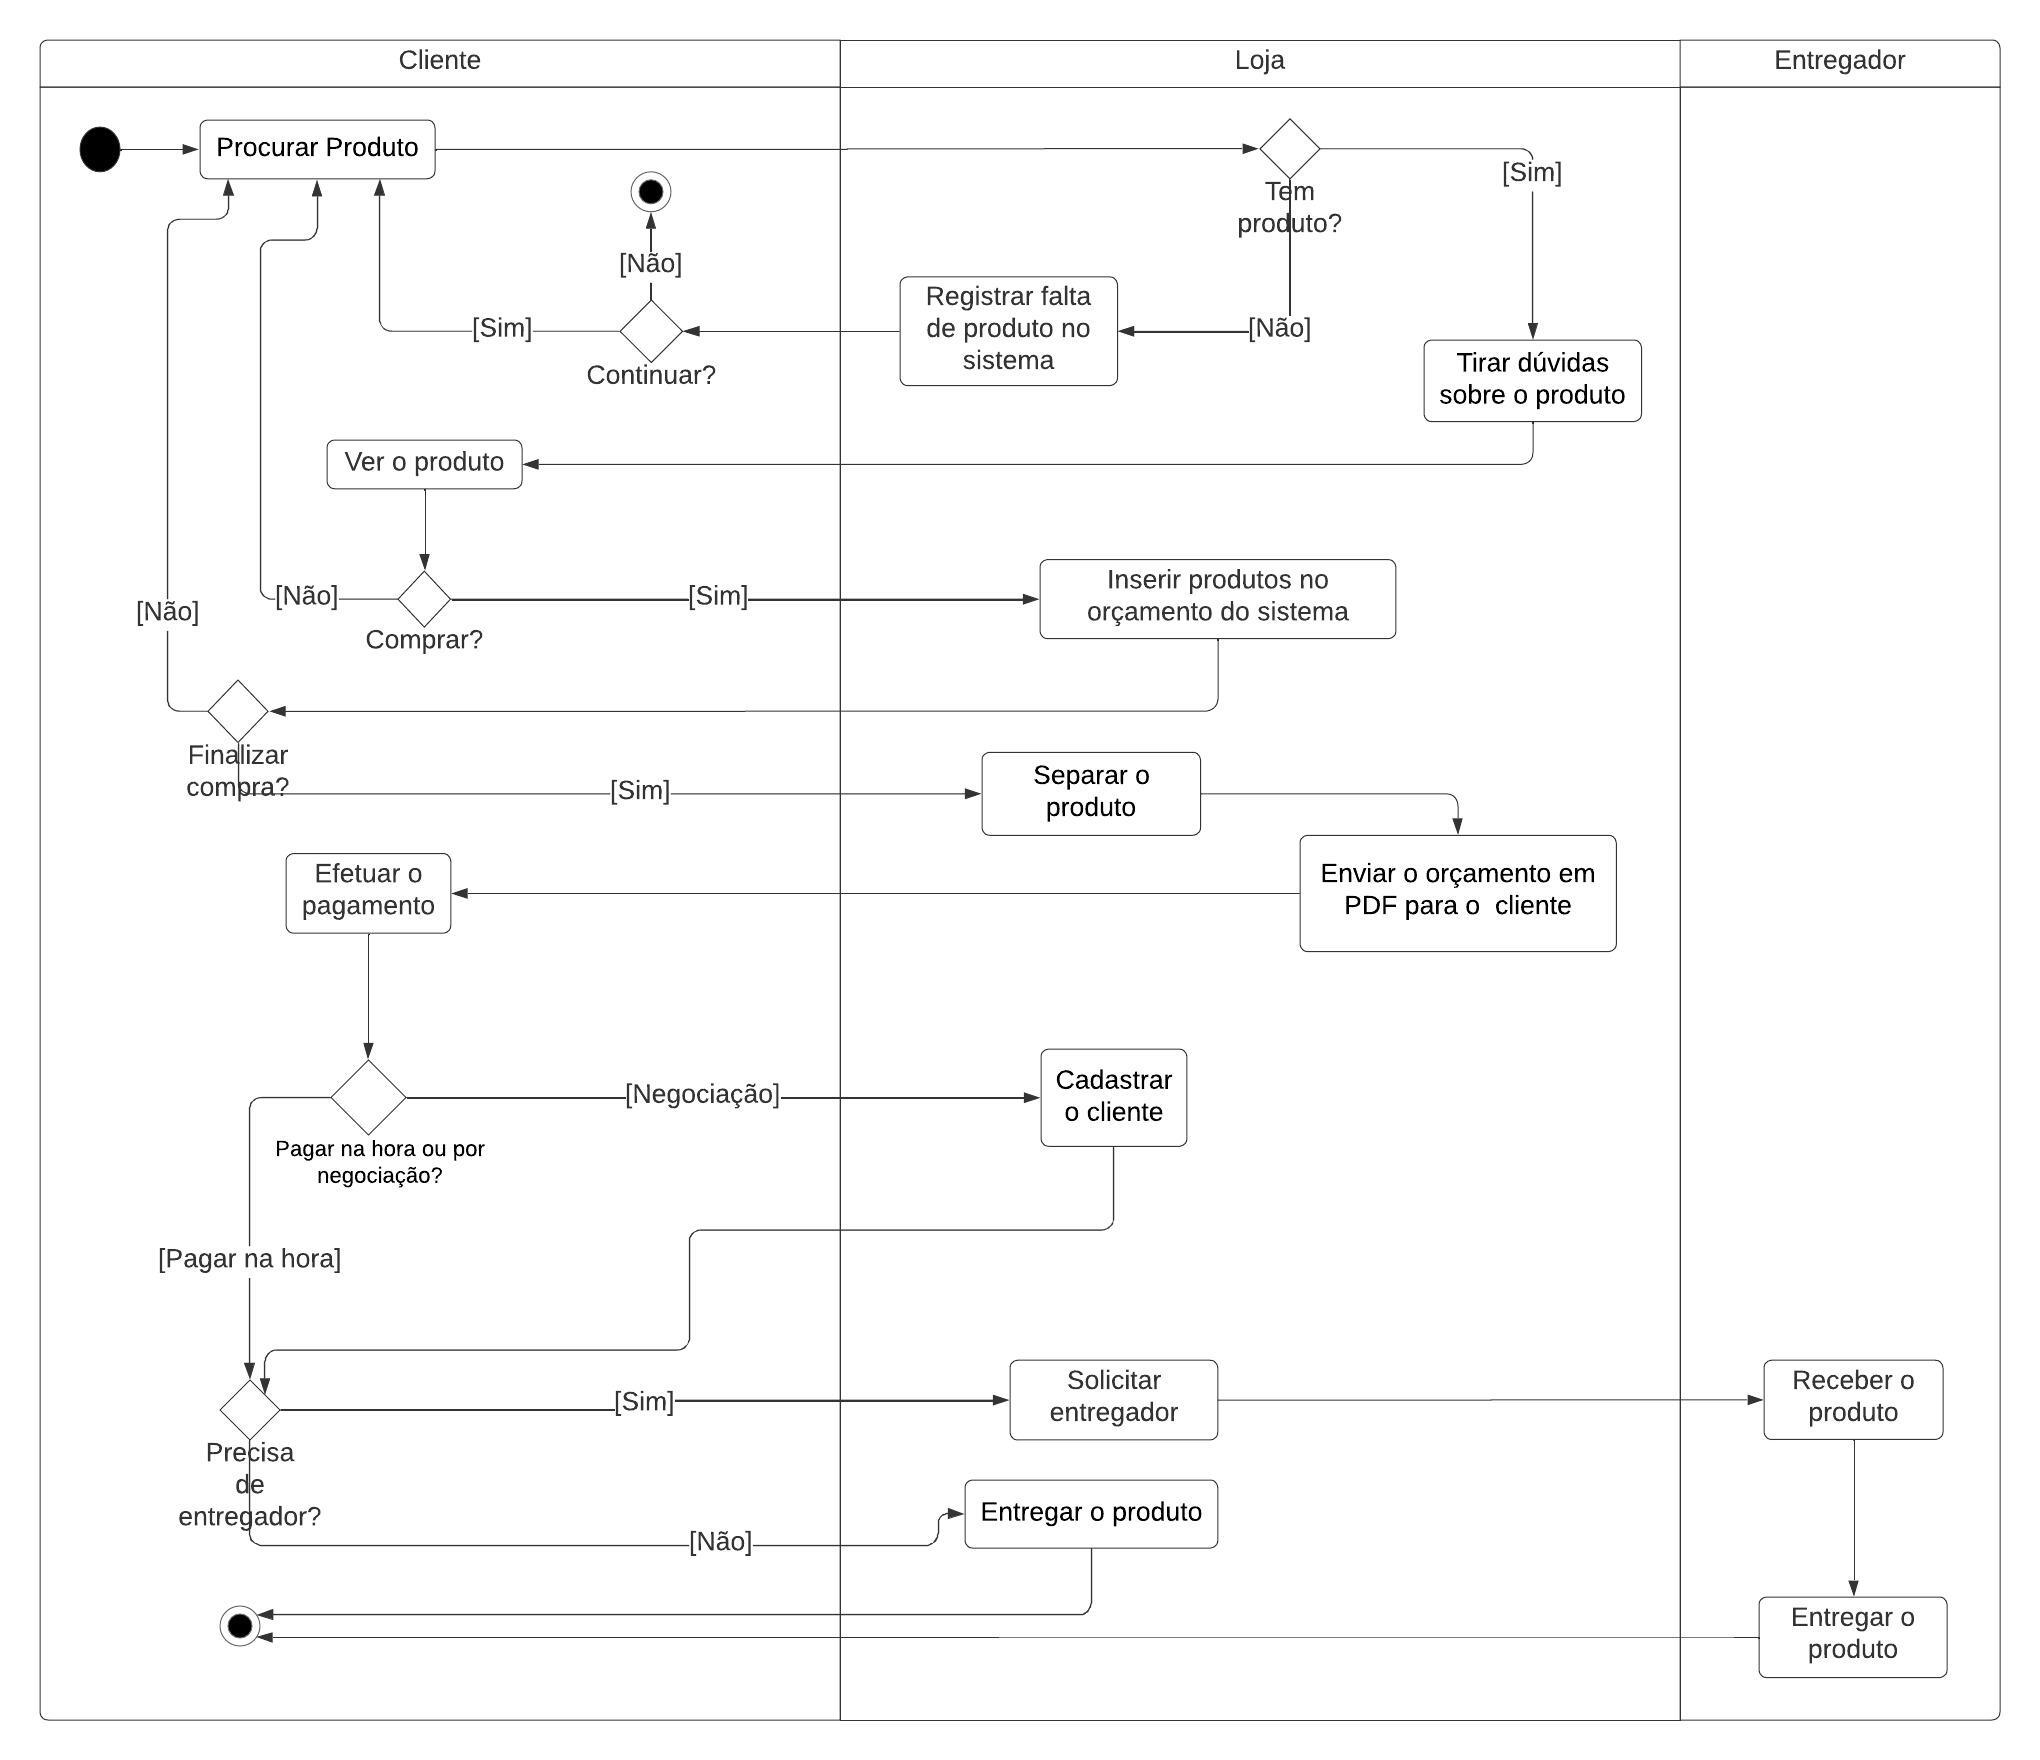 Cliente
Loja
Entregador
Procurar Produto
[Sim]
Tem
produto?
[Não]
Registrar falta
de produto no
sistema
[Não]
[Sim]
Continuar?
Tirar dúvidas
sobre o produto
Ver o produto
[Não]
[Sim]
Comprar?
Inserir produtos no
orçamento do sistema
[Não]
Finalizar
compra?
[Sim]
Separar o
produto
Efetuar o
pagamento
Enviar o orçamento em
PDF para o  cliente
[Negociação]
Cadastrar
o cliente
Pagar na hora ou por
negociação?
[Pagar na hora]
[Sim]
Solicitar
entregador
Receber o
produto
Precisa
de
entregador?
[Não]
Entregar o produto
Entregar o
produto